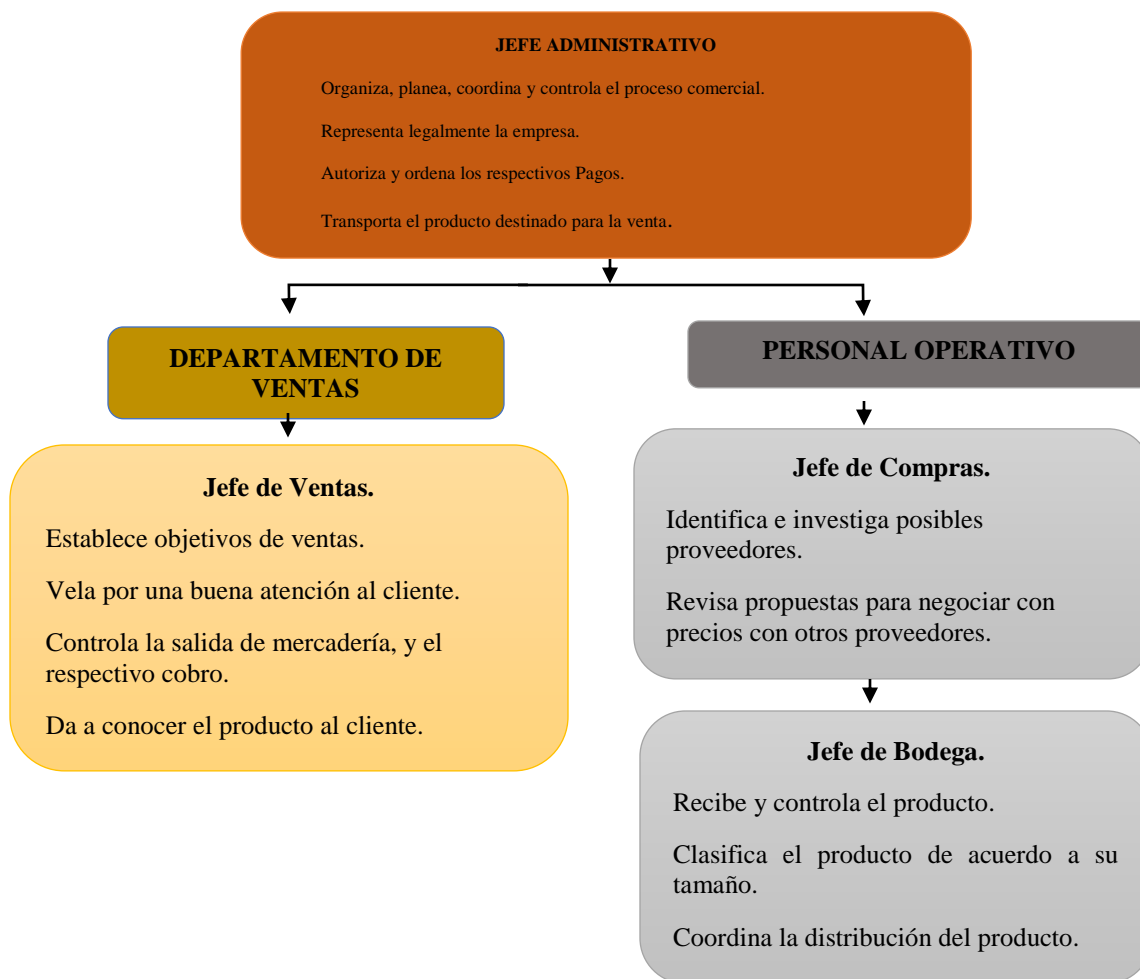 JEFE ADMINISTRATIVO
Organiza, planea, coordina y controla el proceso comercial.
Representa legalmente la empresa.
Autoriza y ordena los respectivos Pagos.
Transporta el producto destinado para la venta.
DEPARTAMENTO DE
VENTAS
Jefe de Ventas.
Establece objetivos de ventas.
Vela por una buena atención al cliente.
Controla la salida de mercadería, y el
respectivo cobro.
Da a conocer el producto al cliente.
PERSONAL OPERATIVO
Jefe de Compras.
Identifica e investiga posibles
proveedores.
Revisa propuestas para negociar con
precios con otros proveedores.
Jefe de Bodega.
Recibe y controla el producto.
Clasifica el producto de acuerdo a su
tamaño.
Coordina la distribución del producto.